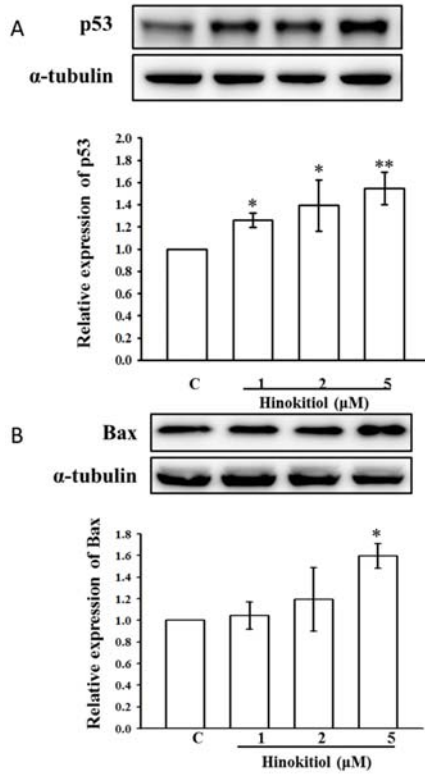 A
p53
α-tubulin
Relative expression of p53
2.0
1.8
1.6
1.4
1.2
1.0
0.8
0.6
0.4
0.2
0.0
*
*
**
C 1 2 5
Hinokitiol (μM)
B
Bax
α-tubulin
Relative expression of Bax
1.8
1.6
1.4
1.2
1.0
0.8
0.6
0.4
0.2
0.0
*
C 1 2 5
Hinokitiol (μM)